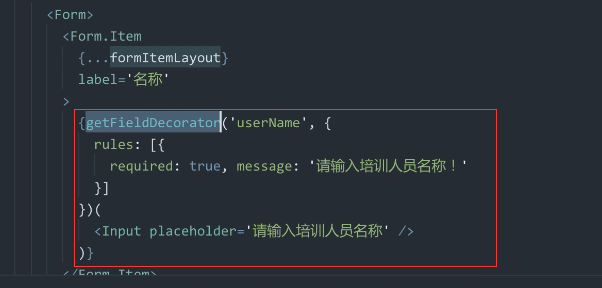 <Form>
<Form.Item
{...formItemLayout}
label='名称'
>
{getFieldDecorator('userName', {
rules: [{
required: true, message: '请输入培训人员名称！'
}]
})(
<Input placeholder='请输入培训人员名称' />
)}
</Form.Item>